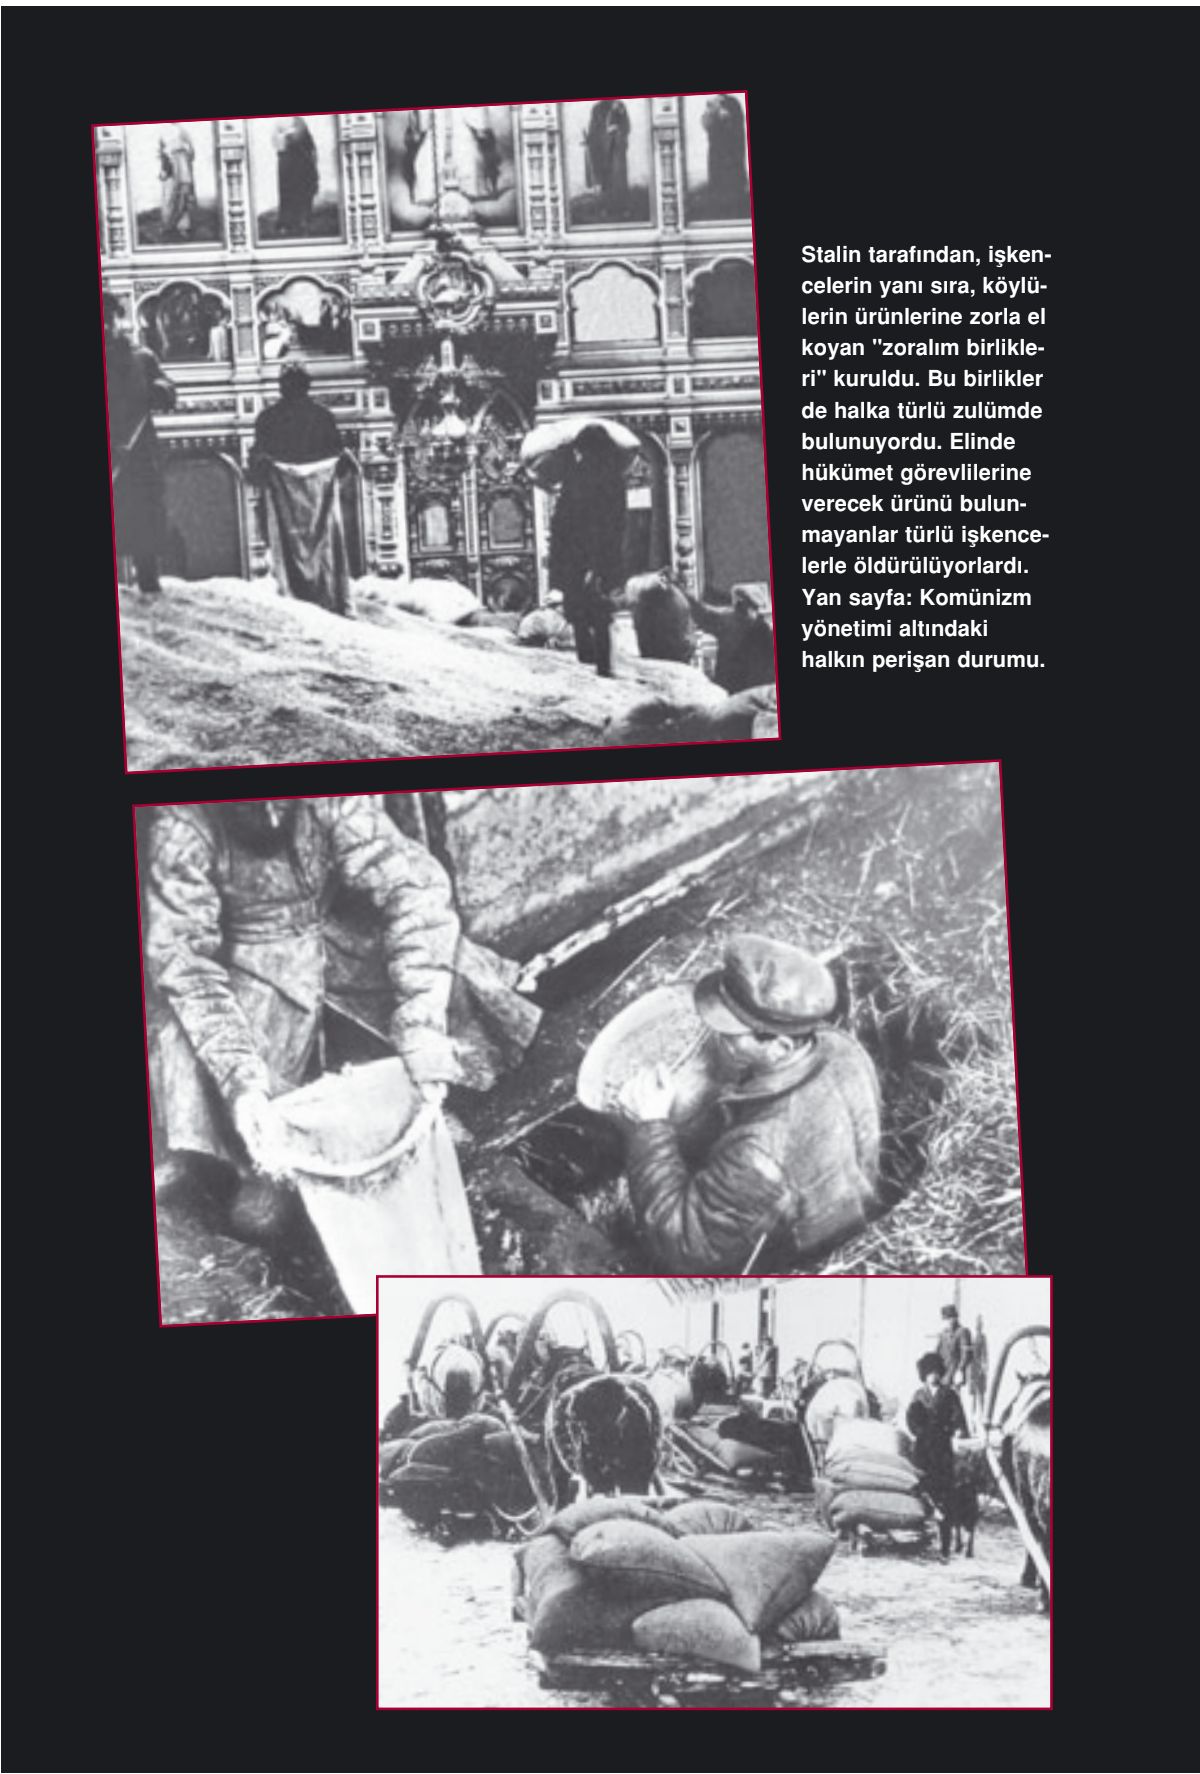 Stalin tarafından, işken-
celerin yanı sıra, köylü-
lerin ürünlerine zorla el
koyan "zoralım birlikle-
ri" kuruldu. Bu birlikler
de halka türlü zulümde
bulunuyordu. Elinde
hükümet görevlilerine
verecek ürünü bulun-
mayanlar türlü işkence-
lerle öldürülüyorlardı.
Yan sayfa: Komünizm
yönetimi altındaki
halkın perişan durumu.